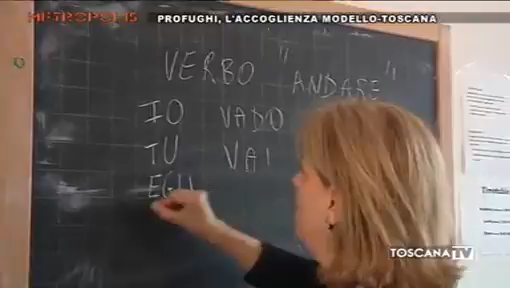 METROPOLIS
PROFUGHI, L'ACCOGLIENZA MODELLO-TOSCANA
VERBO "ANDARE"
IO VADO
TU VAI
EGLI
TOSCANA TV